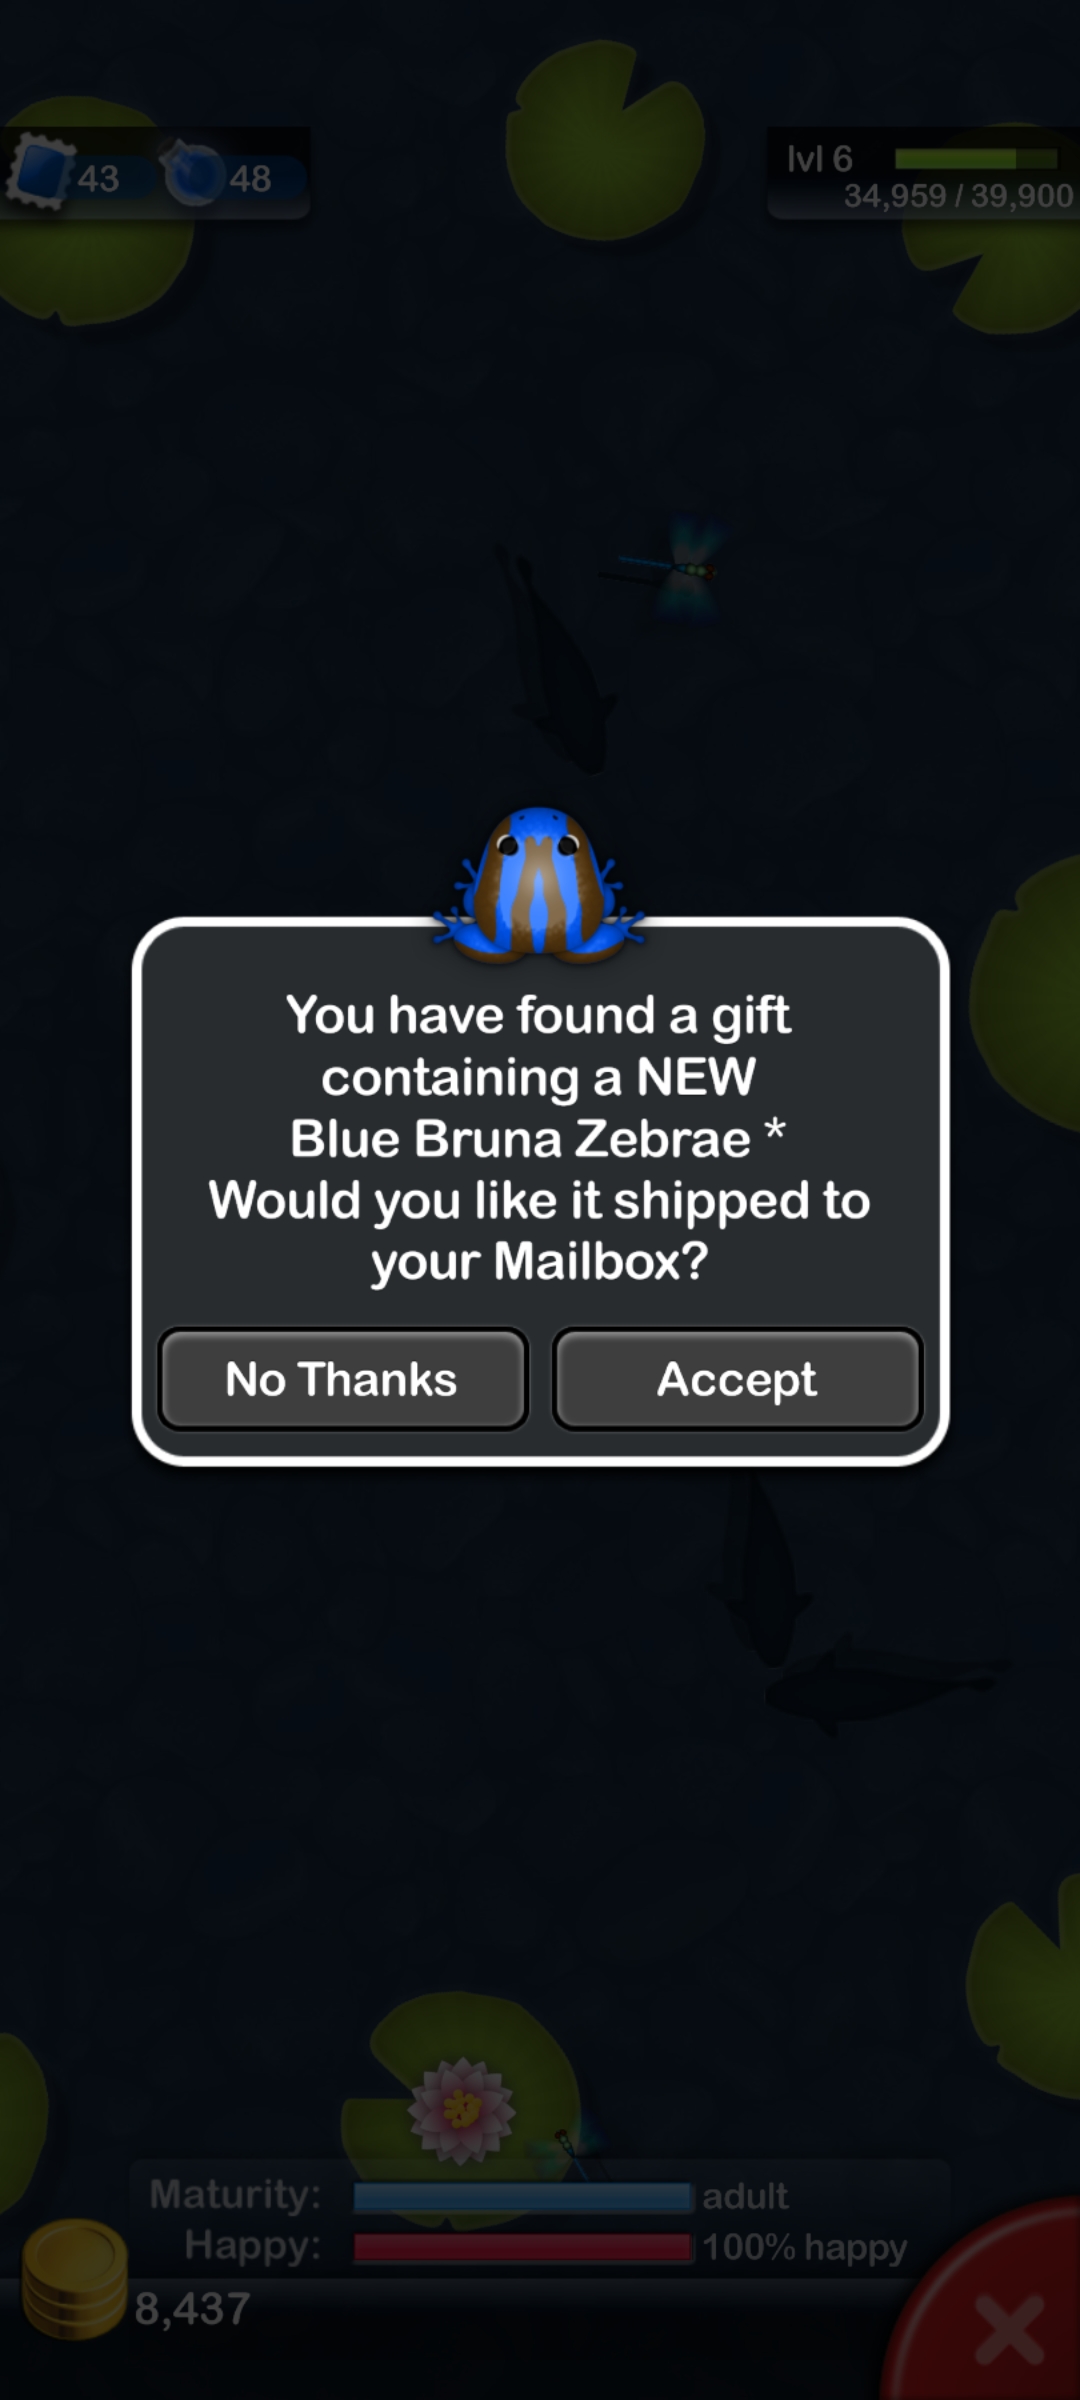 43 48
lvl 6
34,959 / 39,900
You have found a gift
containing a NEW
Blue Bruna Zebrae *
Would you like it shipped to
your Mailbox?
No Thanks Accept
Maturity: adult
Happy: 100% happy
8,437